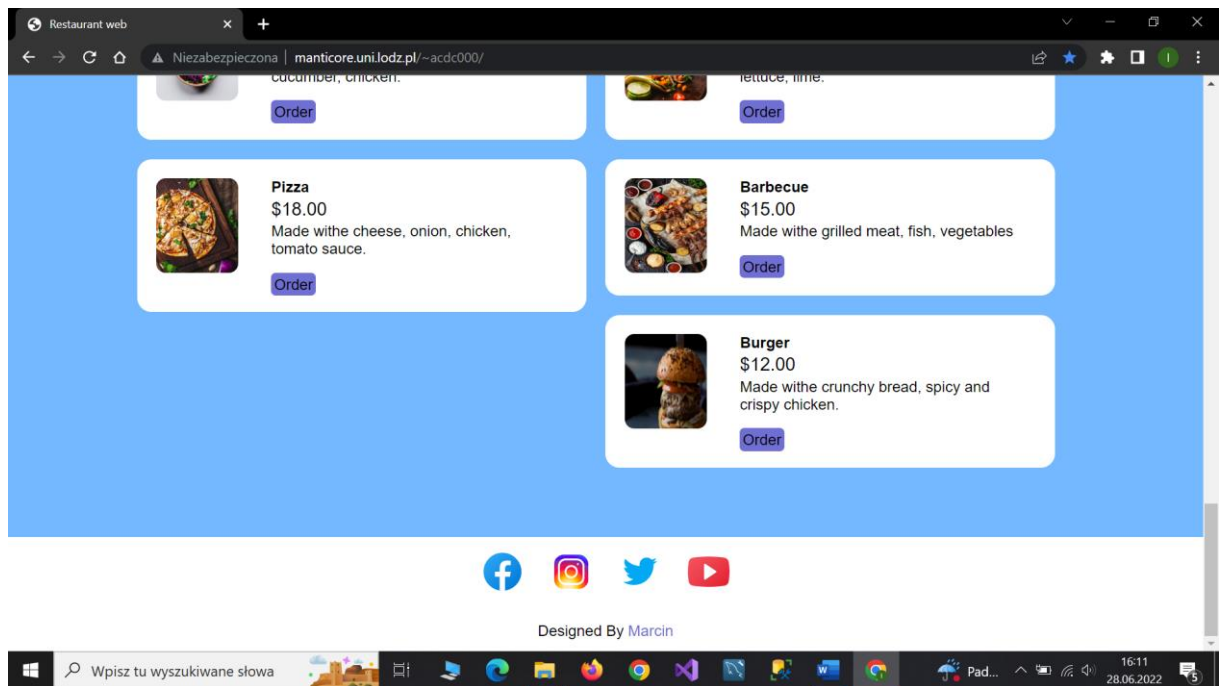 Restaurant web
Niezabezpieczona | manticore.uni.lodz.pl/~acdc000/
cucumber, chicken.
Order
lettuce, lime.
Order
Pizza
$18.00
Made withe cheese, onion, chicken,
tomato sauce.
Order
Barbecue
$15.00
Made withe grilled meat, fish, vegetables
Order
Burger
$12.00
Made withe crunchy bread, spicy and
crispy chicken.
Order
Designed By Marcin
Wpisz tu wyszukiwane słowa
Pad...
16:11
28.06.2022
5